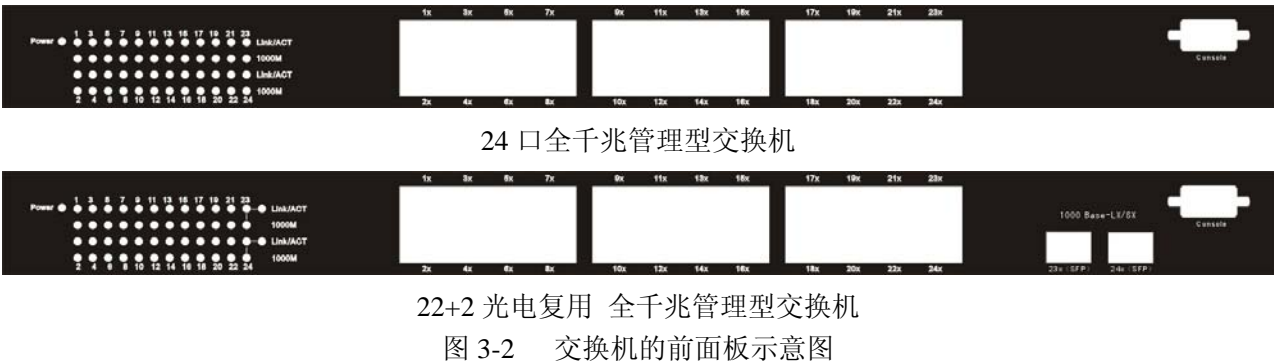 1x 3x 5x 7x 9x 11x 13x 15x 17x 19x 21x 23x
1 3 5 7 9 11 13 15 17 19 21 23
Power Link/ACT
1000M
Link/ACT
1000M
2 4 6 8 10 12 14 16 18 20 22 24
Console
2x 4x 6x 8x 10x 12x 14x 16x 18x 20x 22x 24x
24 口全千兆管理型交换机
1x 3x 5x 7x 9x 11x 13x 15x 17x 19x 21x 23x
1 3 5 7 9 11 13 15 17 19 21 23
Power Link/ACT
1000M
Link/ACT
1000M
2 4 6 8 10 12 14 16 18 20 22 24
1000 Base-LX/SX
Console
2x 4x 6x 8x 10x 12x 14x 16x 18x 20x 22x 24x
23x (SFP) 24x (SFP)
22+2 光电复用 全千兆管理型交换机
图 3-2 交换机的前面板示意图